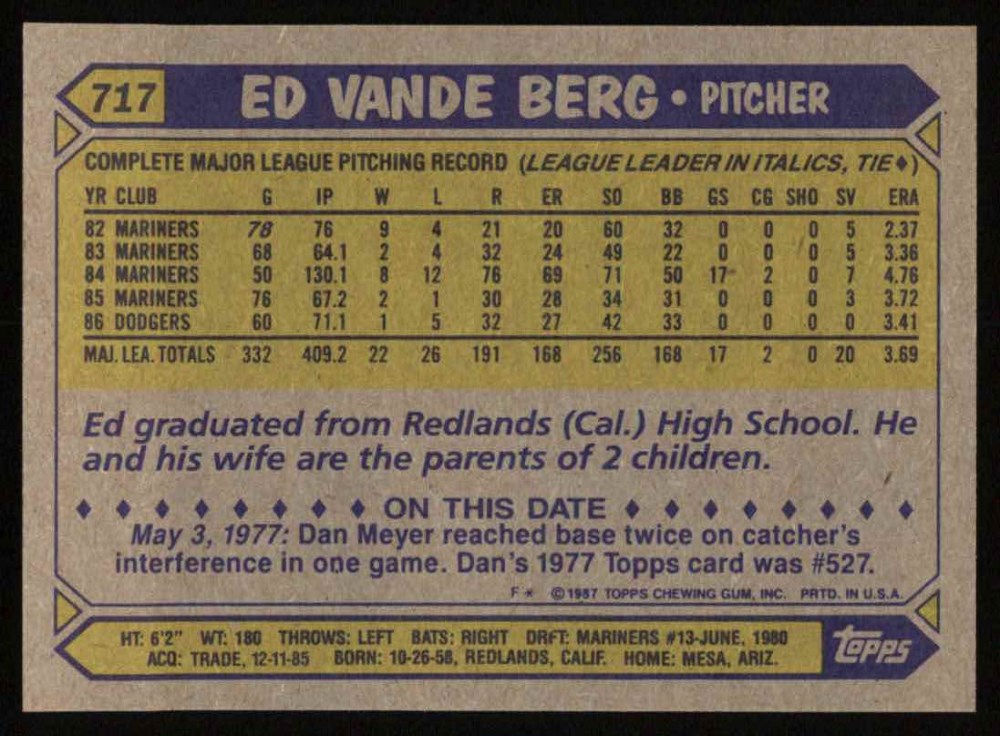 717 ED VANDE BERG • PITCHER
COMPLETE MAJOR LEAGUE PITCHING RECORD (LEAGUE LEADER IN ITALICS, TIE♦)
YR CLUB G IP W L R ER SO BB GS CG SHO SV ERA
82 MARINERS 78 76 9 4 21 20 60 32 0 0 0 5 2.37
83 MARINERS 68 64.1 2 4 32 24 49 22 0 0 0 5 3.36
84 MARINERS 50 130.1 8 12 76 69 71 50 17 2 0 7 4.76
85 MARINERS 76 67.2 2 1 30 28 34 31 0 0 0 3 3.72
86 DODGERS 60 71.1 1 5 32 27 42 33 0 0 0 0 3.41
MAJ. LEA. TOTALS 332 409.2 22 26 191 168 256 168 17 2 0 20 3.69
Ed graduated from Redlands (Cal.) High School. He
and his wife are the parents of 2 children.
♦ ♦ ♦ ♦ ♦ ♦ ♦ ♦ ON THIS DATE ♦ ♦ ♦ ♦ ♦ ♦ ♦ ♦
May 3, 1977: Dan Meyer reached base twice on catcher's
interference in one game. Dan's 1977 Topps card was #527.
F* ©1987 TOPPS CHEWING GUM, INC. PRTD. IN U.S.A.
HT: 6'2" WT: 180 THROWS: LEFT BATS: RIGHT DRFT: MARINERS #13-JUNE, 1980
ACQ: TRADE, 12-11-85 BORN: 10-26-58, REDLANDS, CALIF. HOME: MESA, ARIZ.
topps